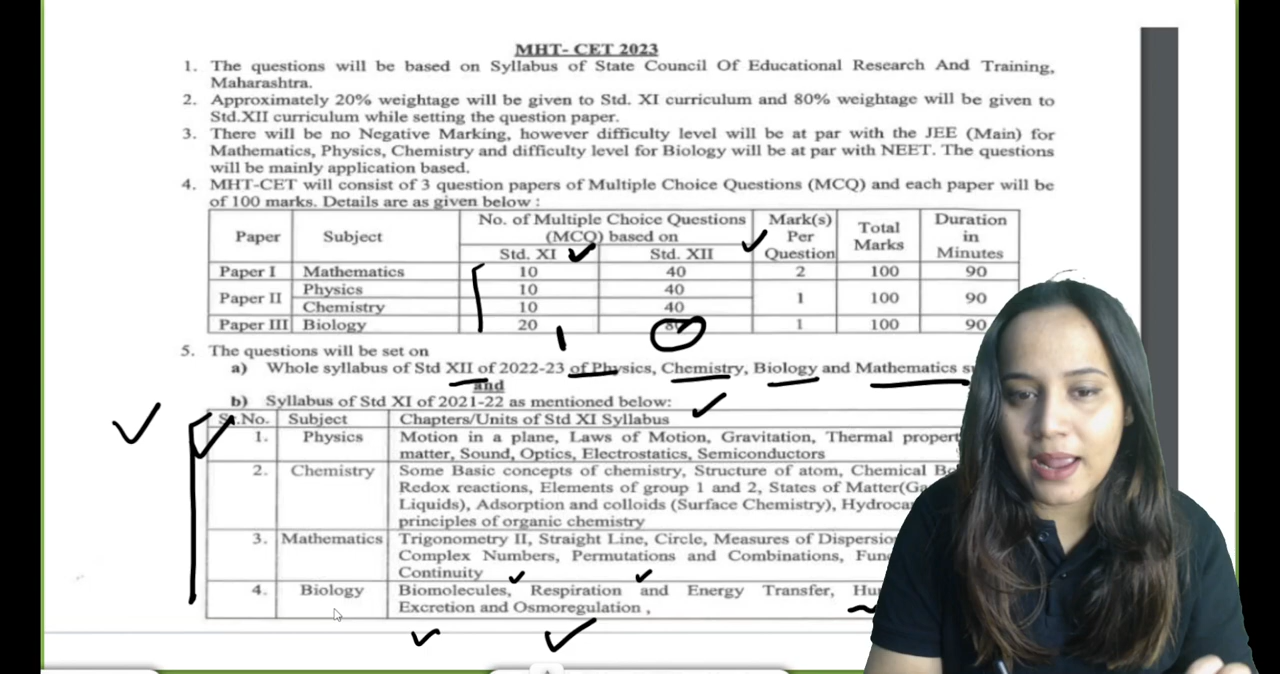 MHT- CET 2023
1. The questions will be based on Syllabus of State Council Of Educational Research And Training,
Maharashtra.
2. Approximately 20% weightage will be given to Std. XI curriculum and 80% weightage will be given to
Std.XII curriculum while setting the question paper.
3. There will be no Negative Marking, however difficulty level will be at par with the JEE (Main) for
Mathematics, Physics, Chemistry and difficulty level for Biology will be at par with NEET. The questions
will be mainly application based.
4. MHT-CET will consist of 3 question papers of Multiple Choice Questions (MCQ) and each paper will be
of 100 marks. Details are as given below :
Paper Subject No. of Multiple Choice Questions (MCQ) based on Mark(s) Per Question Total Marks Duration in Minutes
Std. XI Std. XII
Paper I Mathematics 10 40 2 100 90
Paper II Physics 10 40 1 100 90
Chemistry 10 40
Paper III Biology 20 1 100 90
5. The questions will be set on
a) Whole syllabus of Std XII of 2022-23 of Physics, Chemistry, Biology and Mathematics
and
b) Syllabus of Std XI of 2021-22 as mentioned below:
No. Subject Chapters/Units of Std XI Syllabus
1. Physics Motion in a plane, Laws of Motion, Gravitation, Thermal
matter, Sound, Optics, Electrostatics, Semiconductors
2. Chemistry Some Basic concepts of chemistry, Structure of atom, Chemical
Redox reactions, Elements of group 1 and 2, States of
Liquids), Adsorption and colloids (Surface Chemistry),
principles of organic chemistry
3. Mathematics Trigonometry II, Straight Line, Circle, Measures of
Complex Numbers, Permutations and Combinations,
Continuity
4. Biology Biomolecules, Respiration and Energy Transfer,
Excretion and Osmoregulation ,